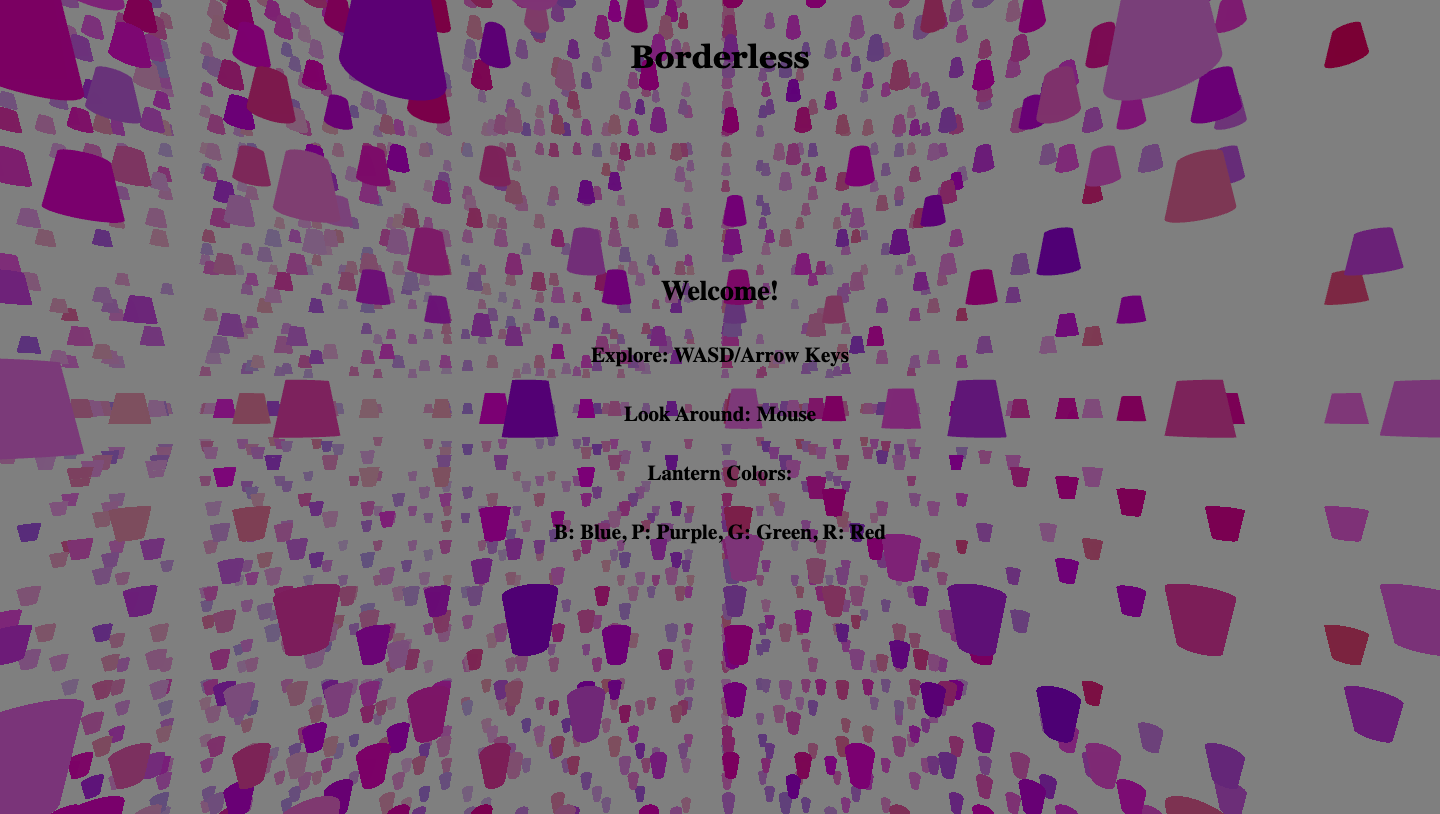 Borderless
Welcome!
Explore: WASD/Arrow Keys
Look Around: Mouse
Lantern Colors:
B: Blue, P: Purple, G: Green, R: Red